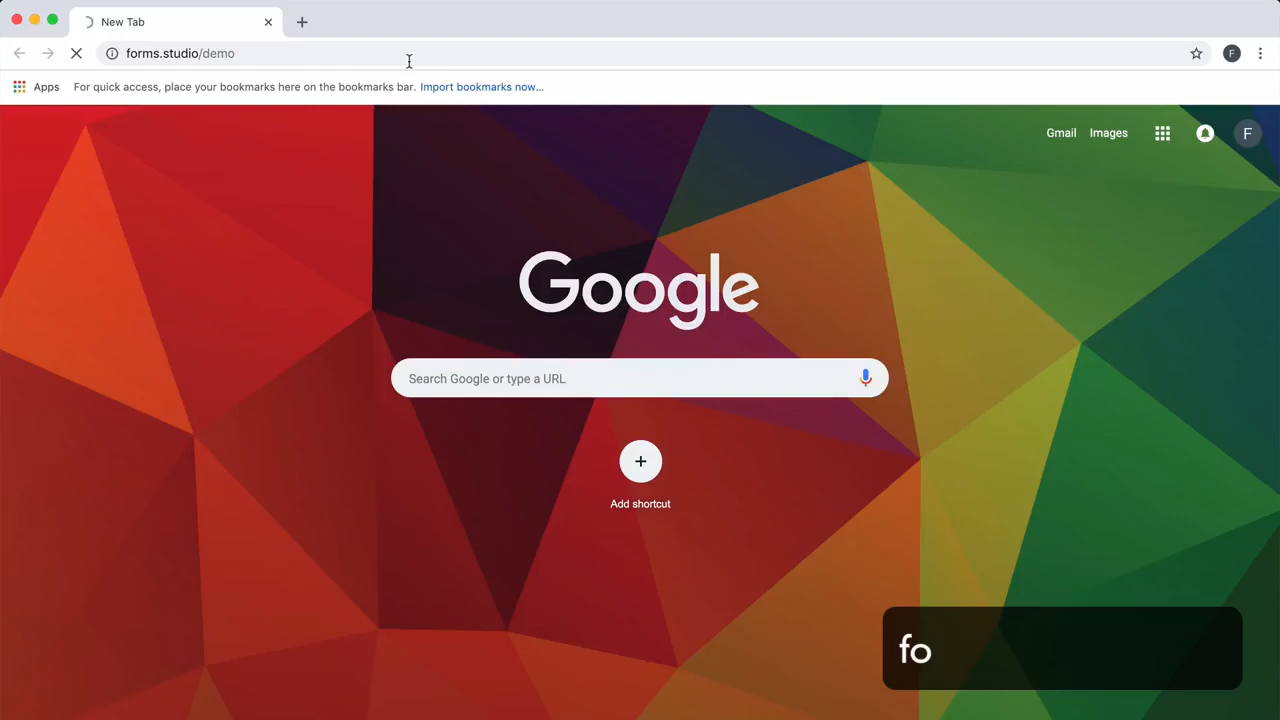 New Tab
forms.studio/demo
F
Apps
For quick access, place your bookmarks here on the bookmarks bar. Import bookmarks now...
Gmail Images
F
Google
Search Google or type a URL
Add shortcut
fo